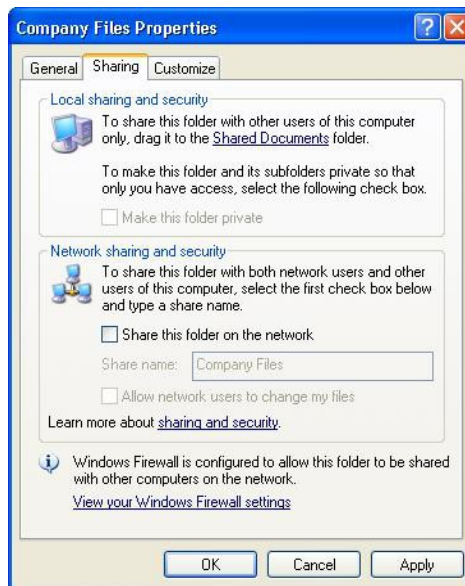 Company Files Properties
General Sharing Customize
Local sharing and security
To share this folder with other users of this computer
only, drag it to the Shared Documents folder.
To make this folder and its subfolders private so that
only you have access, select the following check box.
Make this folder private
Network sharing and security
To share this folder with both network users and other
users of this computer, select the first check box below
and type a share name.
Share this folder on the network
Share name: Company Files
Allow network users to change my files
Learn more about sharing and security.
Windows Firewall is configured to allow this folder to be shared
with other computers on the network.
View your Windows Firewall settings
OK Cancel Apply